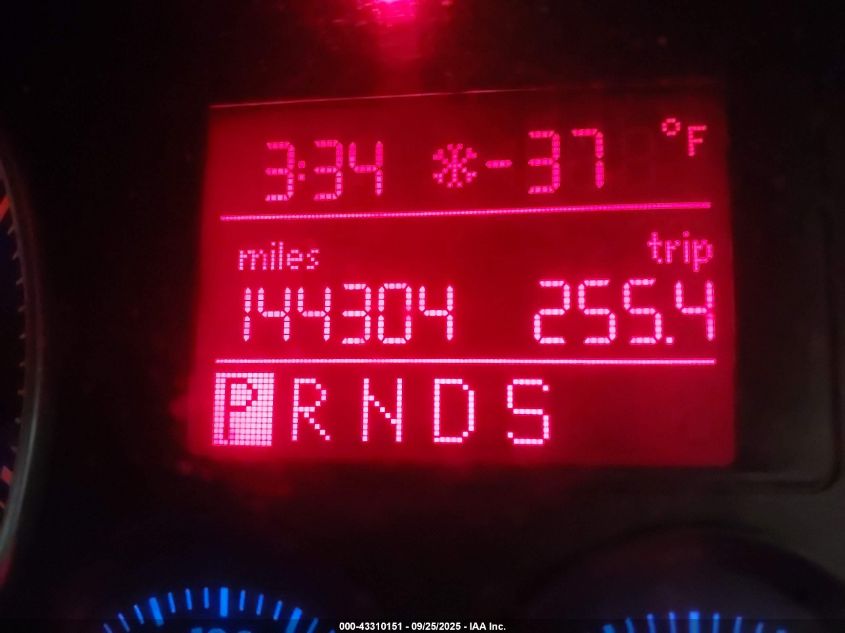 3:34 ❄-37 °F
miles trip
144304 255.4
P R N D S
000-43310151 - 09/25/2025 - IAA Inc.